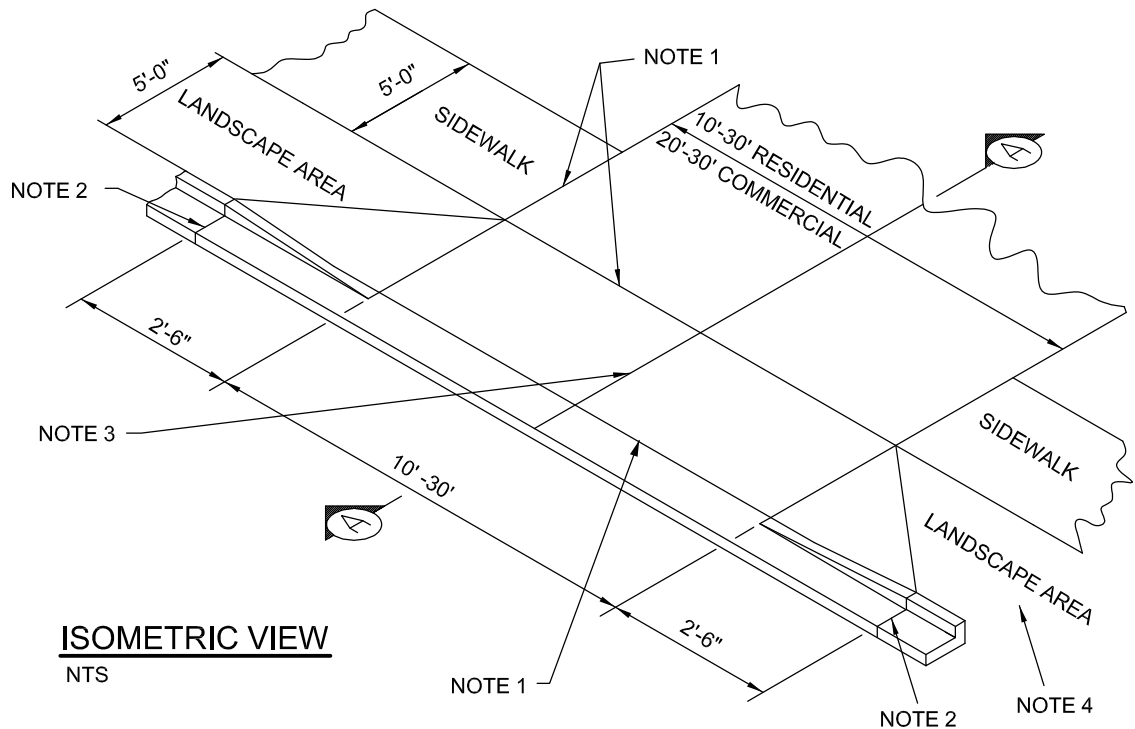 NOTE 1
5'-0"
5'-0"
LANDSCAPE AREA
SIDEWALK
10'-30' RESIDENTIAL
20'-30' COMMERCIAL
A
NOTE 2
2'-6"
NOTE 3
10' -30'
A
SIDEWALK
LANDSCAPE AREA
2'-6"
ISOMETRIC VIEW
NTS
NOTE 1
NOTE 2
NOTE 4